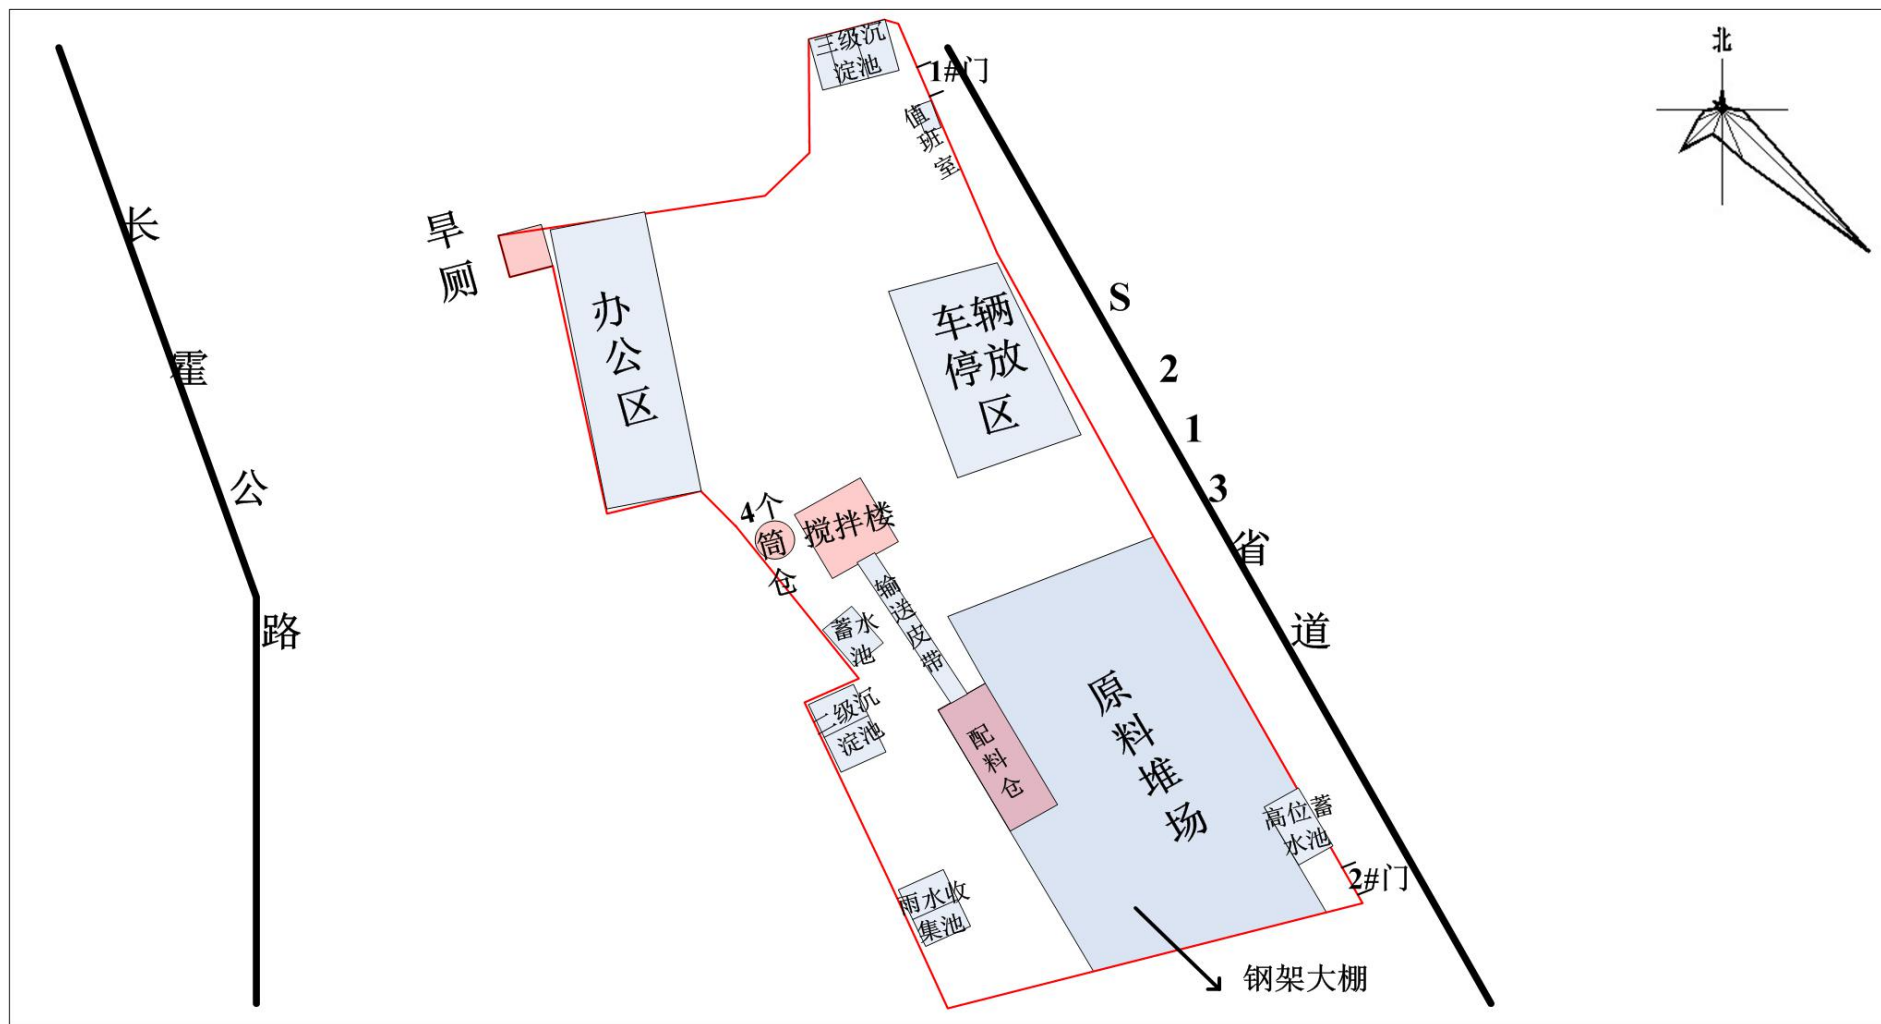 北
三级沉
淀池
1#门
值
班
室
长
霍
公
路
旱
厕
办
公
区
车辆
停放
区
S
2
1
3
省
道
4个
筒
仓
搅拌楼
输
送
皮
带
蓄水
池
二级沉
淀池
配
料
仓
原
料
堆
场
高位蓄
水池
2#门
雨水收
集池
钢架大棚